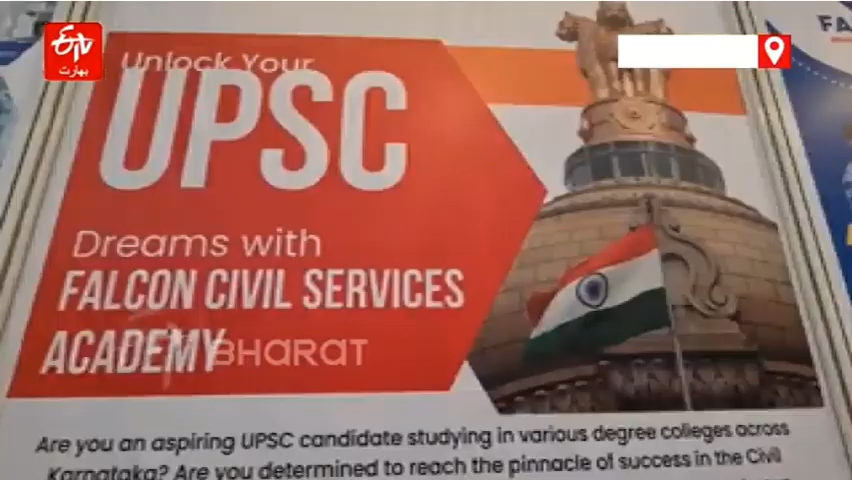 ETV
بھارت
FA
Unlock Your
UPSC
Dreams with
FALCON CIVIL SERVICES
ACADEMY
BHARAT
Are you an aspiring UPSC candidate studying in various degree colleges across
Karnataka? Are you determined to reach the pinnacle of success in the Civil